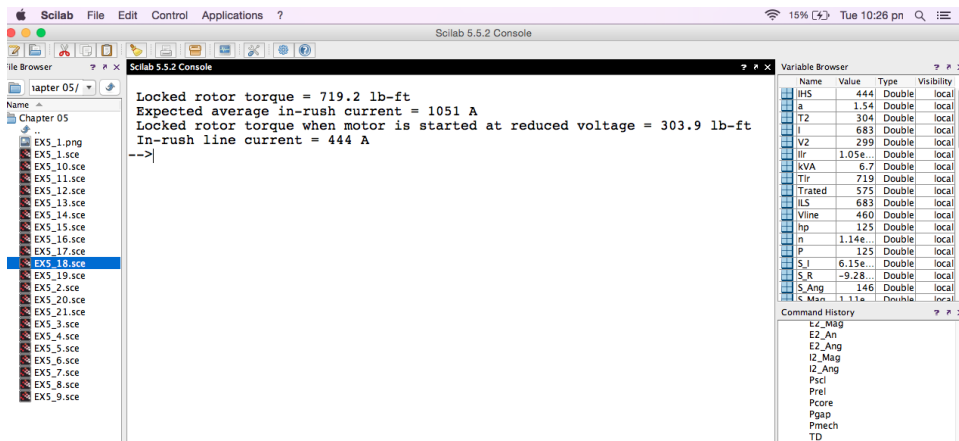 Scilab File Edit Control Applications ?
15% Tue 10:26 pm
Scilab 5.5.2 Console
File Browser ? X
Scilab 5.5.2 Console ? X
Variable Browser ?
hapter 05/
Name
Chapter 05
..
EX5_1.png
EX5_1.sce
EX5_10.sce
EX5_11.sce
EX5_12.sce
EX5_13.sce
EX5_14.sce
EX5_15.sce
EX5_16.sce
EX5_17.sce
EX5_18.sce
EX5_19.sce
EX5_2.sce
EX5_20.sce
EX5_21.sce
EX5_3.sce
EX5_4.sce
EX5_5.sce
EX5_6.sce
EX5_7.sce
EX5_8.sce
EX5_9.sce
Locked rotor torque = 719.2 lb-ft
Expected average in-rush current = 1051 A
Locked rotor torque when motor is started at reduced voltage = 303.9 lb-ft
In-rush line current = 444 A
-->
Name Value Type Visibility
IHS 444 Double local
a 1.54 Double local
T2 304 Double local
I 683 Double local
V2 299 Double local
Ilr 1.05e... Double local
kVA 6.7 Double local
Tlr 719 Double local
Trated 575 Double local
ILS 683 Double local
Vline 460 Double local
hp 125 Double local
n 1.14e... Double local
P 125 Double local
S_I 6.15e... Double local
S_R -9.28... Double local
S_Ang 146 Double local
S_Mag 1.11e... Double local
Command History ?
E2_Mag
E2_An
E2_Ang
I2_Mag
I2_Ang
Pscl
Prel
Pcore
Pgap
Pmech
TD